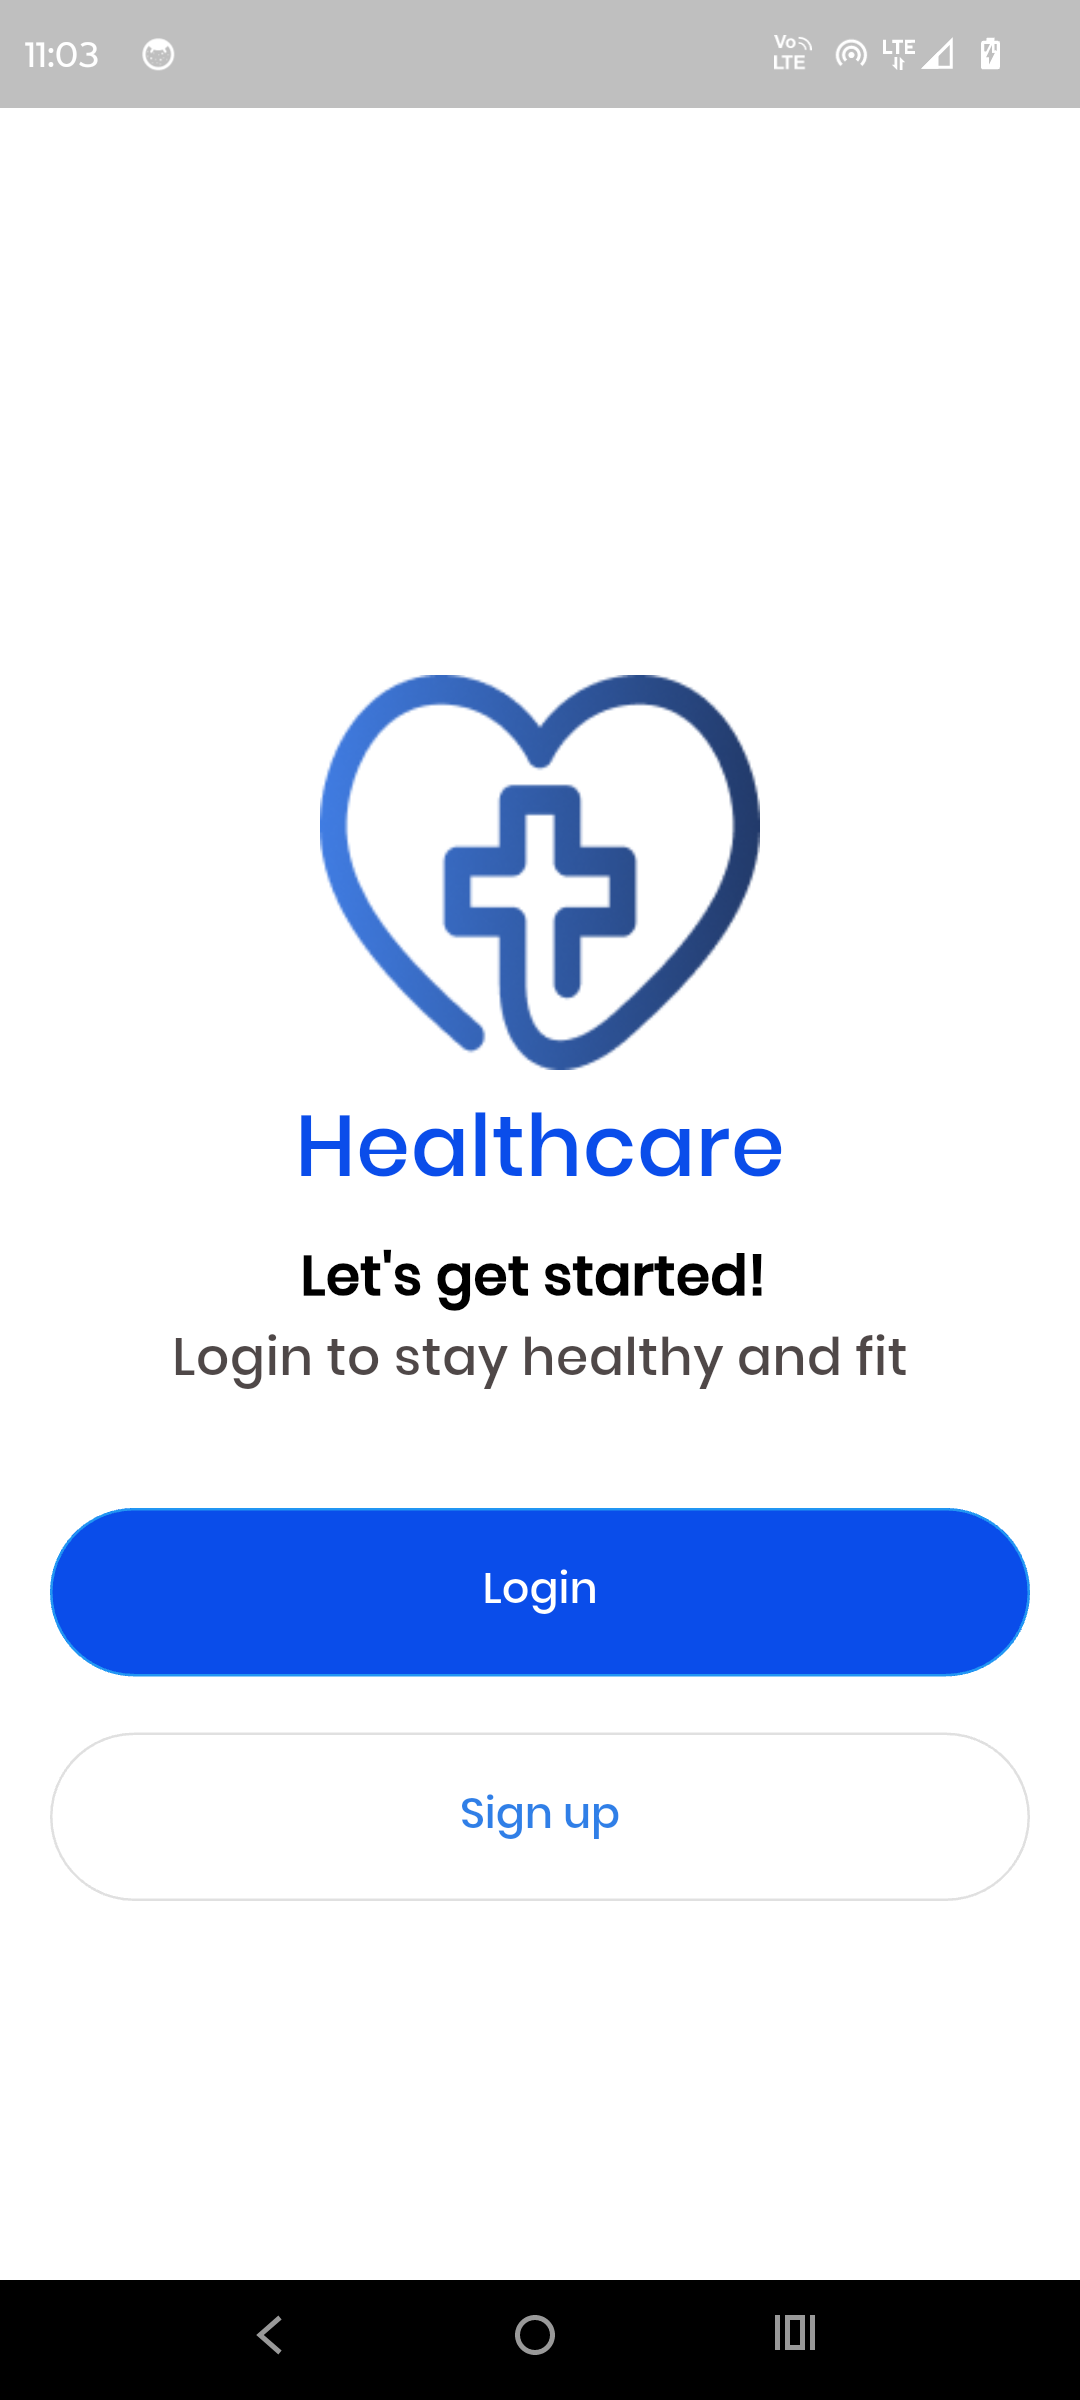 11:03
Vo
LTE
LTE
Healthcare
Let's get started!
Login to stay healthy and fit
Login
Sign up